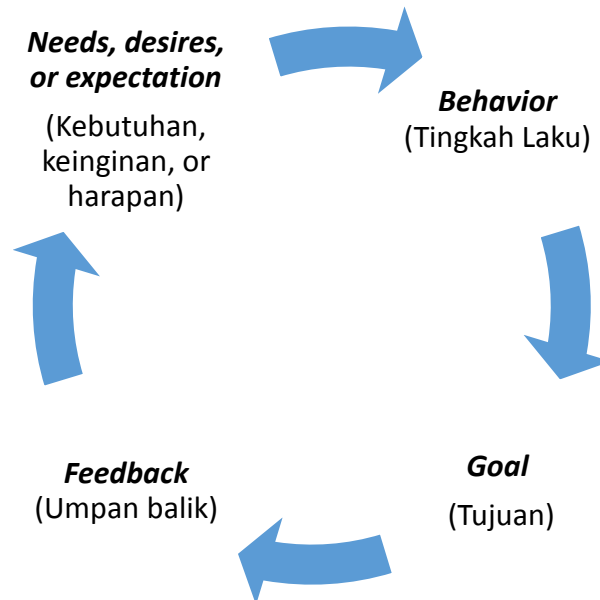 Needs, desires,
or expectation
(Kebutuhan,
keinginan, or
harapan)
Behavior
(Tingkah Laku)
Goal
(Tujuan)
Feedback
(Umpan balik)